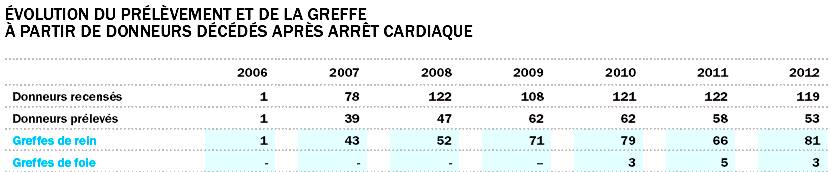 ÉVOLUTION DU PRÉLÈVEMENT ET DE LA GREFFE
À PARTIR DE DONNEURS DÉCÉDÉS APRÈS ARRÊT CARDIAQUE
2006 2007 2008 2009 2010 2011 2012
Donneurs recensés 1 78 122 108 121 122 119
Donneurs prélevés 1 39 47 62 62 58 53
Greffes de rein 1 43 52 71 79 66 81
Greffes de foie - - - – 3 5 3